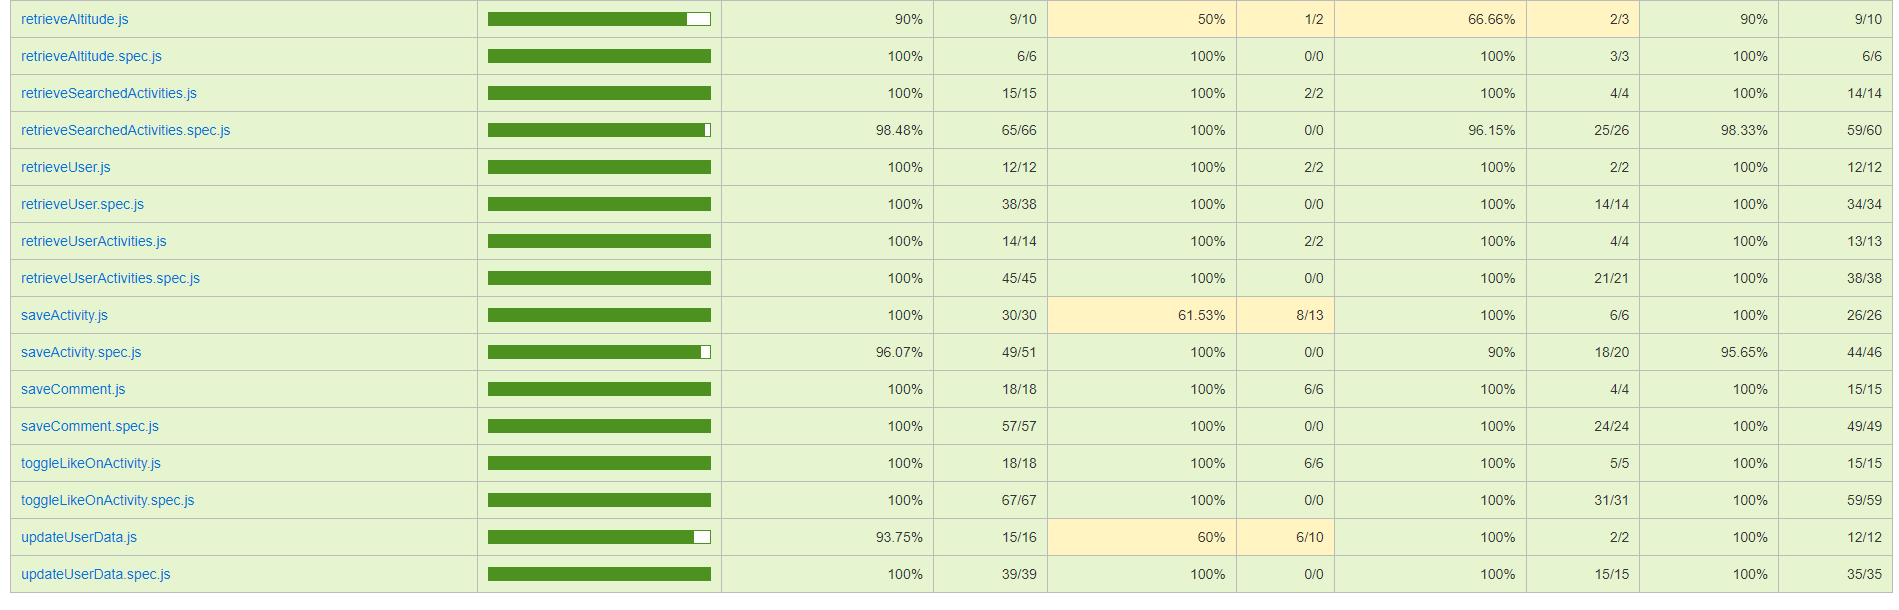 retrieveAltitude.js 90% 9/10 50% 1/2 66.66% 2/3 90% 9/10
retrieveAltitude.spec.js 100% 6/6 100% 0/0 100% 3/3 100% 6/6
retrieveSearchedActivities.js 100% 15/15 100% 2/2 100% 4/4 100% 14/14
retrieveSearchedActivities.spec.js 98.48% 65/66 100% 0/0 96.15% 25/26 98.33% 59/60
retrieveUser.js 100% 12/12 100% 2/2 100% 2/2 100% 12/12
retrieveUser.spec.js 100% 38/38 100% 0/0 100% 14/14 100% 34/34
retrieveUserActivities.js 100% 14/14 100% 2/2 100% 4/4 100% 13/13
retrieveUserActivities.spec.js 100% 45/45 100% 0/0 100% 21/21 100% 38/38
saveActivity.js 100% 30/30 61.53% 8/13 100% 6/6 100% 26/26
saveActivity.spec.js 96.07% 49/51 100% 0/0 90% 18/20 95.65% 44/46
saveComment.js 100% 18/18 100% 6/6 100% 4/4 100% 15/15
saveComment.spec.js 100% 57/57 100% 0/0 100% 24/24 100% 49/49
toggleLikeOnActivity.js 100% 18/18 100% 6/6 100% 5/5 100% 15/15
toggleLikeOnActivity.spec.js 100% 67/67 100% 0/0 100% 31/31 100% 59/59
updateUserData.js 93.75% 15/16 60% 6/10 100% 2/2 100% 12/12
updateUserData.spec.js 100% 39/39 100% 0/0 100% 15/15 100% 35/35